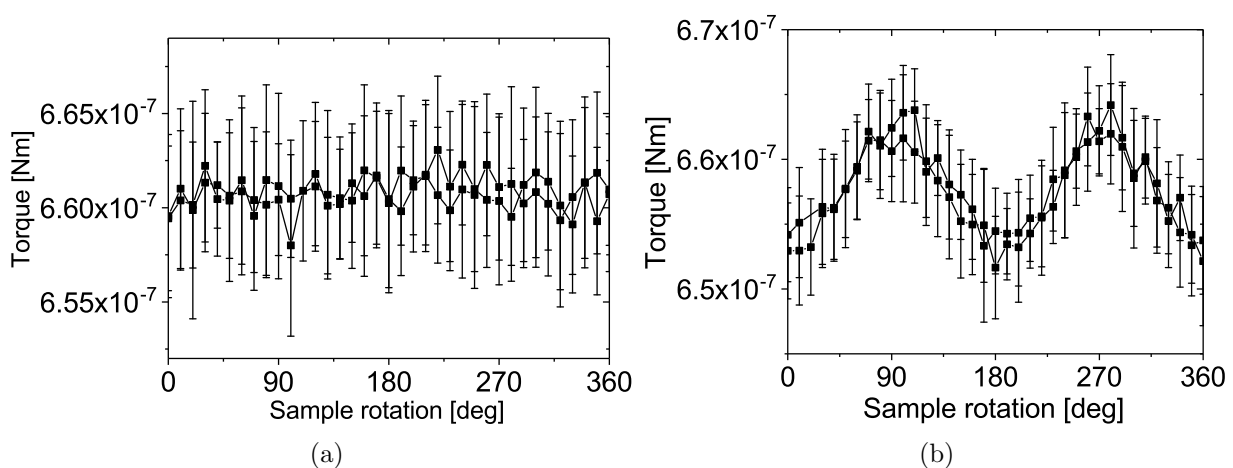 6.65x10⁻⁷
6.60x10⁻⁷
6.55x10⁻⁷
Torque [Nm]
0 90 180 270 360
Sample rotation [deg]
(a)
6.7x10⁻⁷
6.6x10⁻⁷
6.5x10⁻⁷
Torque [Nm]
0 90 180 270 360
Sample rotation [deg]
(b)